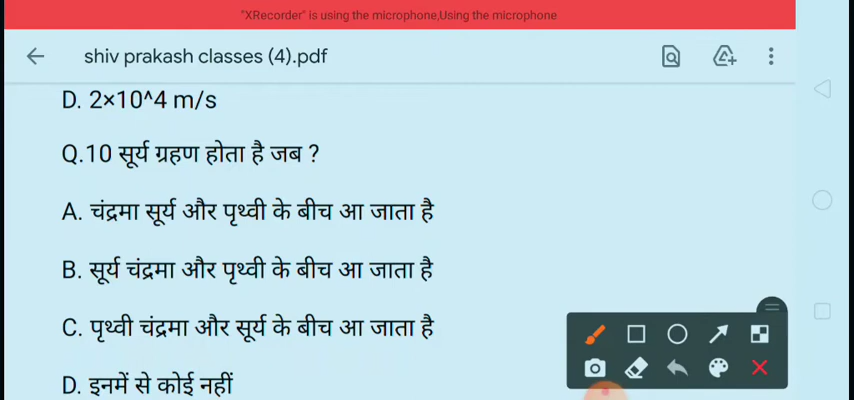 "XRecorder" is using the microphone,Using the microphone
shiv prakash classes (4).pdf
D. 2×10^4 m/s
Q.10 सूर्य ग्रहण होता है जब ?
A. चंद्रमा सूर्य और पृथ्वी के बीच आ जाता है
B. सूर्य चंद्रमा और पृथ्वी के बीच आ जाता है
C. पृथ्वी चंद्रमा और सूर्य के बीच आ जाता है
D. इनमें से कोई नहीं